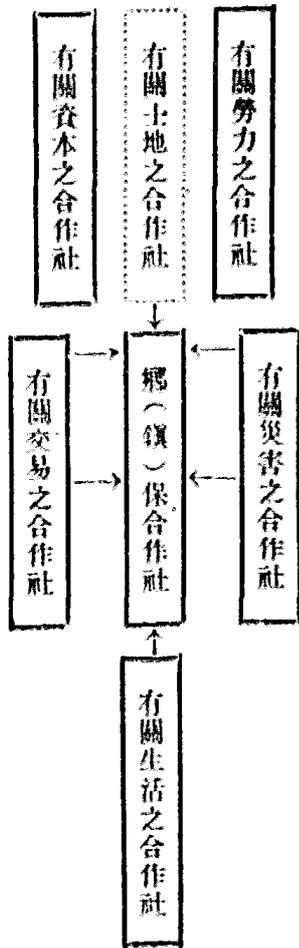 有關勞力之合作社
有關土地之合作社
有關資本之合作社
有關災害之合作社
鄉（鎮）保合作社
有關交易之合作社
有關生活之合作社